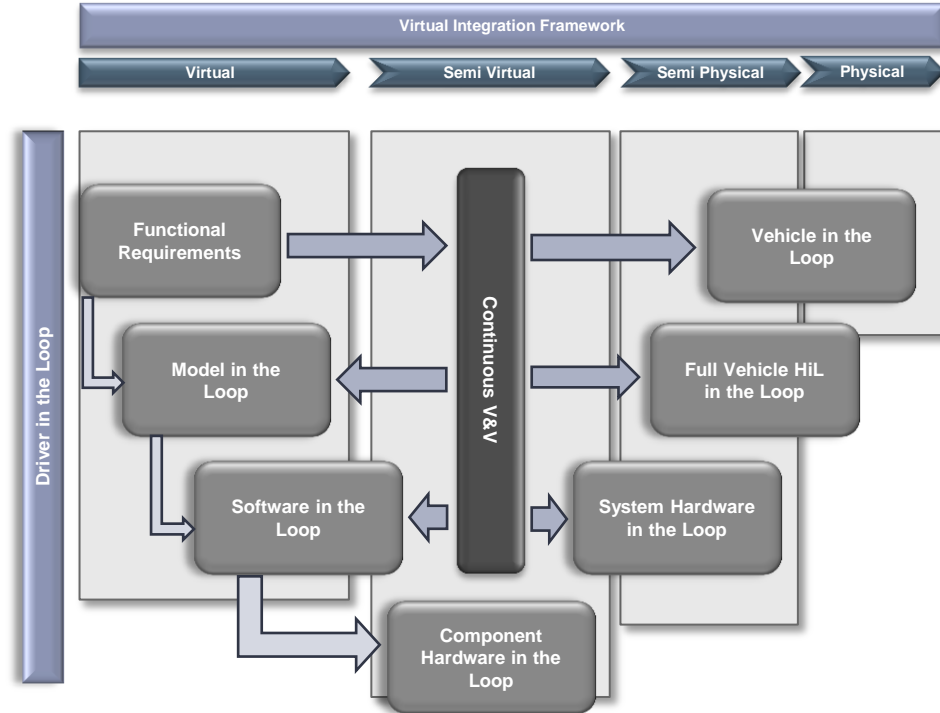 Virtual Integration Framework
Virtual
Semi Virtual
Semi Physical
Physical
Driver in the Loop
Functional
Requirements
Continuous V&V
Vehicle in the
Loop
Model in the
Loop
Full Vehicle HiL
in the Loop
Software in the
Loop
System Hardware
in the Loop
Component
Hardware in the
Loop